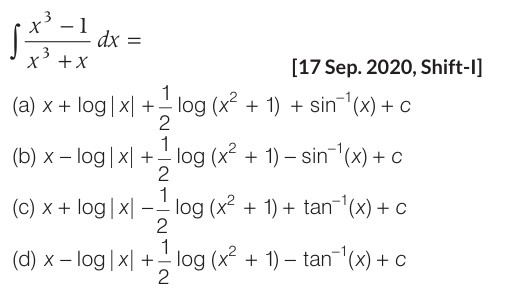 ∫ (x³ − 1)/(x³ + x) dx =
[17 Sep. 2020, Shift-I]
(a) x + log|x| + 1/2 log (x² + 1) + sin⁻¹(x) + c
(b) x − log|x| + 1/2 log (x² + 1) − sin⁻¹(x) + c
(c) x + log|x| − 1/2 log (x² + 1) + tan⁻¹(x) + c
(d) x − log|x| + 1/2 log (x² + 1) − tan⁻¹(x) + c